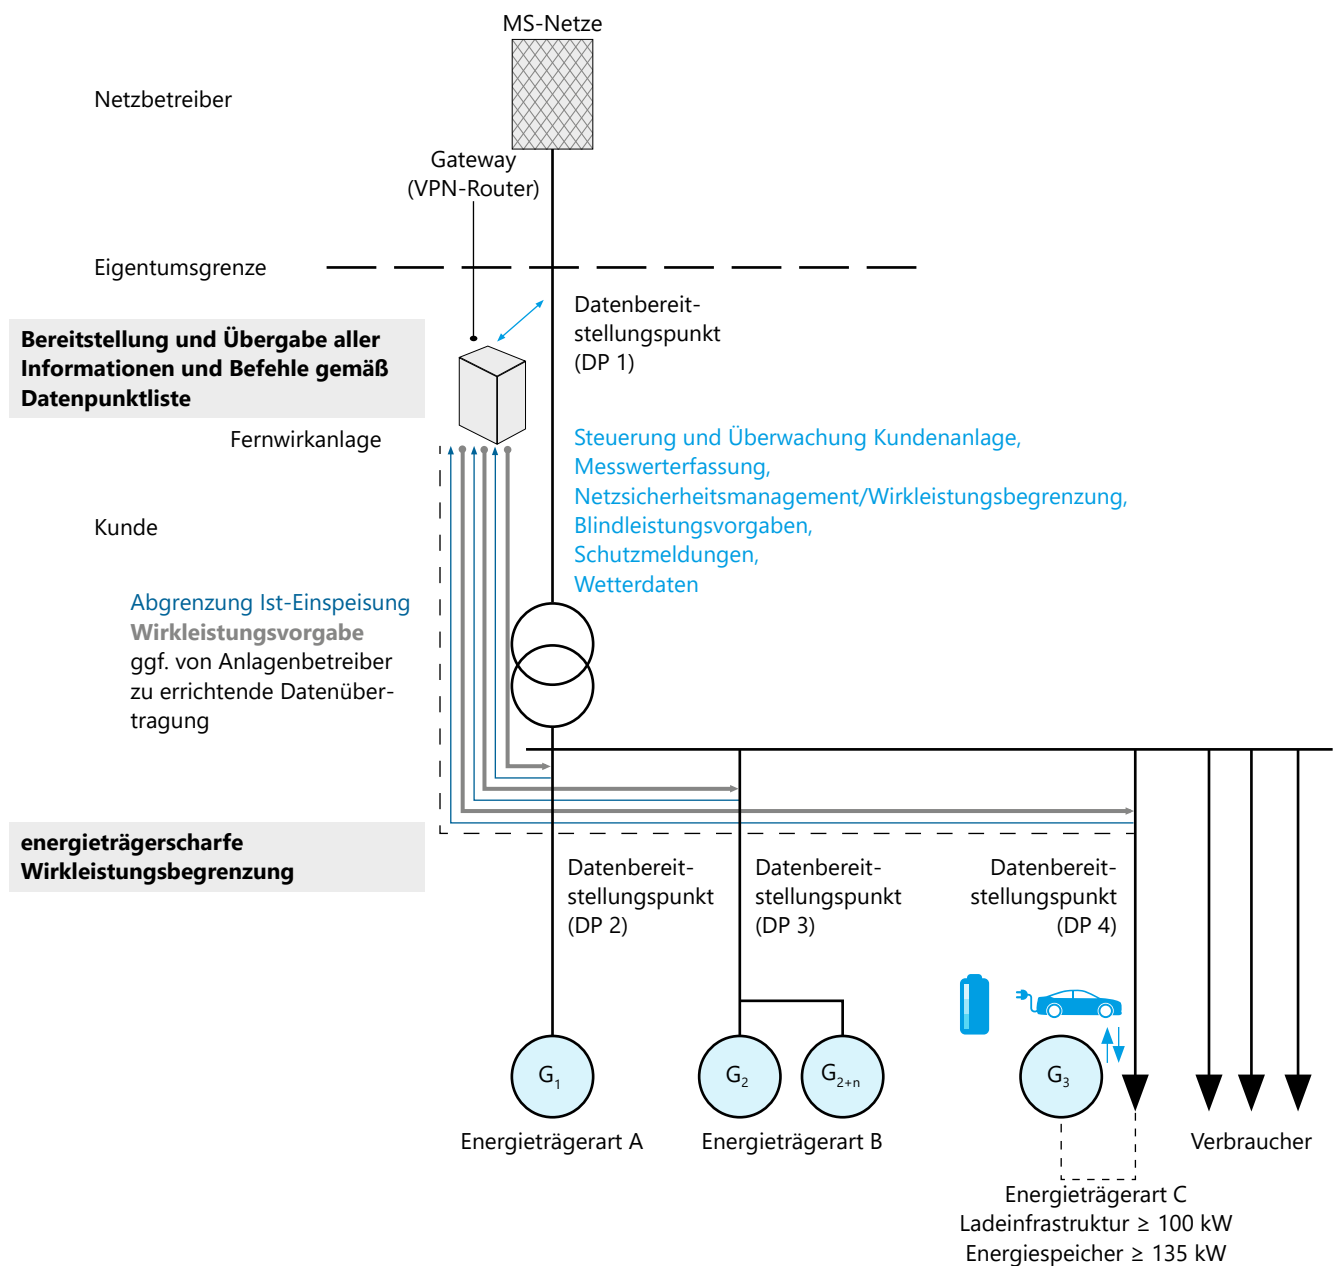 MS-Netze
Netzbetreiber
Gateway
(VPN-Router)
Eigentumsgrenze
Datenbereit-
stellungspunkt
(DP 1)
Bereitstellung und Übergabe aller
Informationen und Befehle gemäß
Datenpunktliste
Fernwirkanlage
Steuerung und Überwachung Kundenanlage,
Messwerterfassung,
Netzsicherheitsmanagement/Wirkleistungsbegrenzung,
Blindleistungsvorgaben,
Schutzmeldungen,
Wetterdaten
Kunde
Abgrenzung Ist-Einspeisung
Wirkleistungsvorgabe
ggf. von Anlagenbetreiber
zu errichtende Datenüber-
tragung
energieträgerscharfe
Wirkleistungsbegrenzung
Datenbereit-
stellungspunkt
(DP 2)
Datenbereit-
stellungspunkt
(DP 3)
Datenbereit-
stellungspunkt
(DP 4)
G1
G2
G2+n
G3
Energieträgerart A
Energieträgerart B
Verbraucher
Energieträgerart C
Ladeinfrastruktur ≥ 100 kW
Energiespeicher ≥ 135 kW